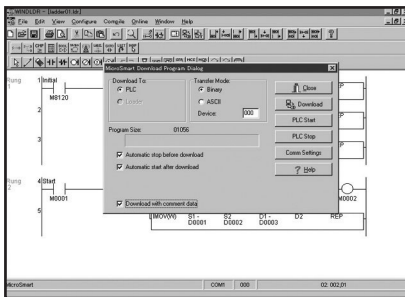 WINDLDR - [ladder01.ldr]
File Edit View Configure Compile Online Window Help
MicroSmart Download Program Dialog
Download To:
PLC
Loader
Transfer Mode:
Binary
ASCII
Device: 000
Program Size: 01056
Automatic stop before download
Automatic start after download
Download with comment data
Close
Download
PLC Start
PLC Stop
Comm Settings
Help
Rung 1
1 Initial
M8120
2
3
Rung 2
4 Start
M0001
5
M0002
IMOV(W) S1 - S2 D1 - D2 REP
D0001 D0002 D0003
MicroSmart COM1 000 02: 002,01